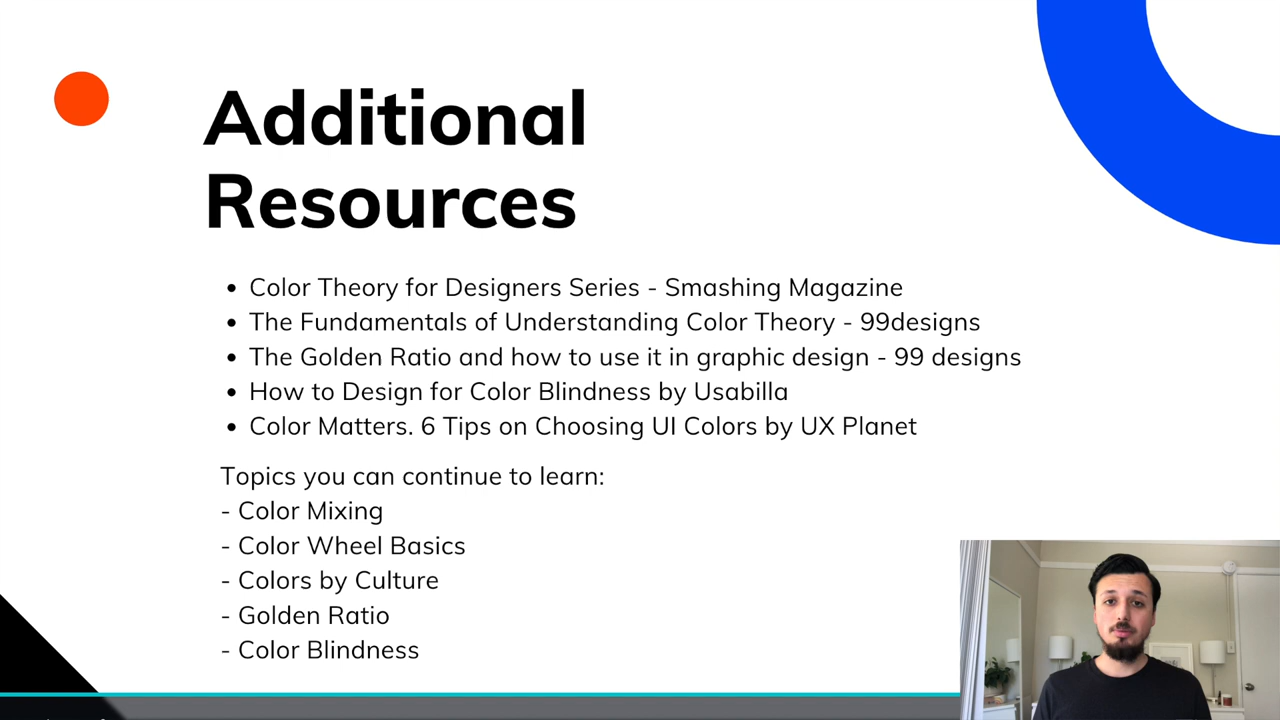 Additional
Resources
• Color Theory for Designers Series - Smashing Magazine
• The Fundamentals of Understanding Color Theory - 99designs
• The Golden Ratio and how to use it in graphic design - 99 designs
• How to Design for Color Blindness by Usabilla
• Color Matters. 6 Tips on Choosing UI Colors by UX Planet
Topics you can continue to learn:
- Color Mixing
- Color Wheel Basics
- Colors by Culture
- Golden Ratio
- Color Blindness